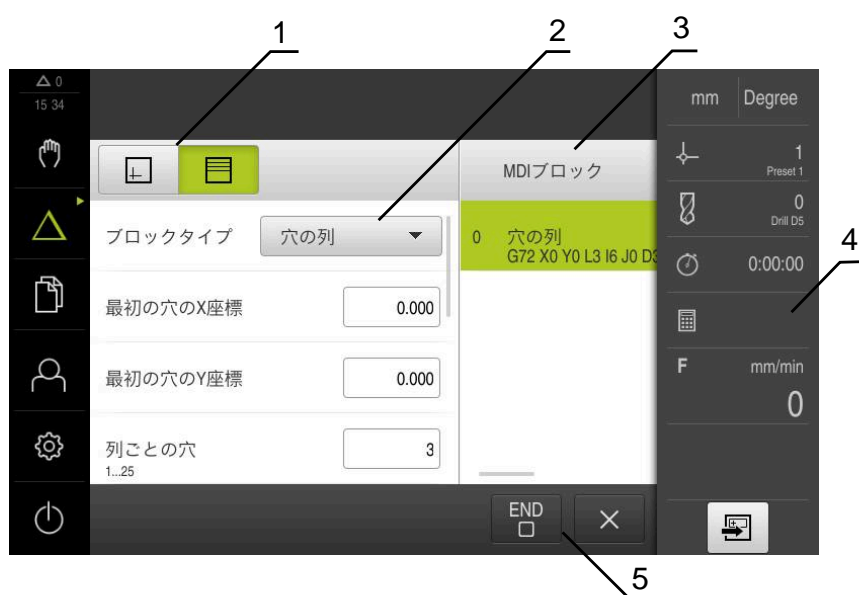 1
2
3
0
15 34
mm
Degree
MDIブロック
1
Preset 1
ブロックタイプ
穴の列
0
穴の列
G72 X0 Y0 L3 I6 J0 D3
0
Drill D5
4
0:00:00
最初の穴のX座標
0.000
F
mm/min
0
最初の穴のY座標
0.000
列ごとの穴
1...25
3
END
5